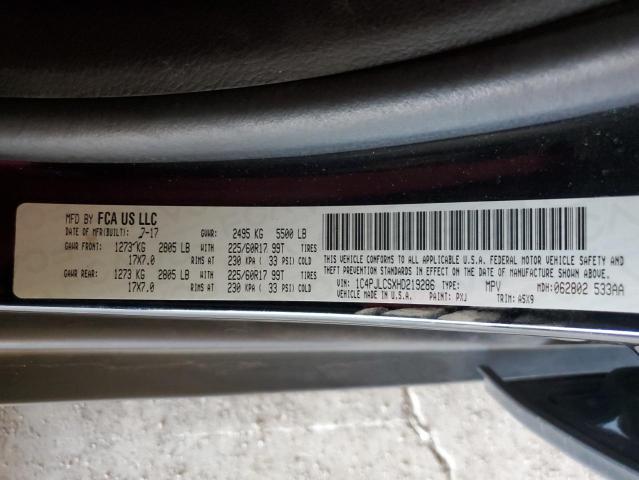 MFD BY FCA US LLC
DATE OF MFR(BUILT): 2-17 GVWR: 2495 KG 5500 LB
GAWR FRONT: 1273 KG 2805 LB WITH 225/60R17 99T TIRES
17X7.0 RIMS AT 230 KPA ( 33 PSI) COLD
GAWR REAR: 1273 KG 2805 LB WITH 225/60R17 99T TIRES
17X7.0 RIMS AT 230 KPA ( 33 PSI) COLD
THIS VEHICLE CONFORMS TO ALL APPLICABLE U.S.A. FEDERAL MOTOR VEHICLE SAFETY AND
THEFT PREVENTION STANDARDS IN EFFECT ON THE DATE OF MANUFACTURE SHOWN ABOVE.
VIN: 1C4PJLCSXHD219286 TYPE: MPV MDH: 062802 533AA
VEHICLE MADE IN U.S.A. PAINT: PXJ TRIM: A5X9